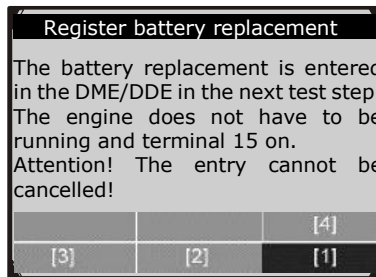 Register battery replacement
The battery replacement is entered
in the DME/DDE in the next test step
The engine does not have to be
running and terminal 15 on.
Attention! The entry cannot be
cancelled!
[4]
[3] [2] [1]